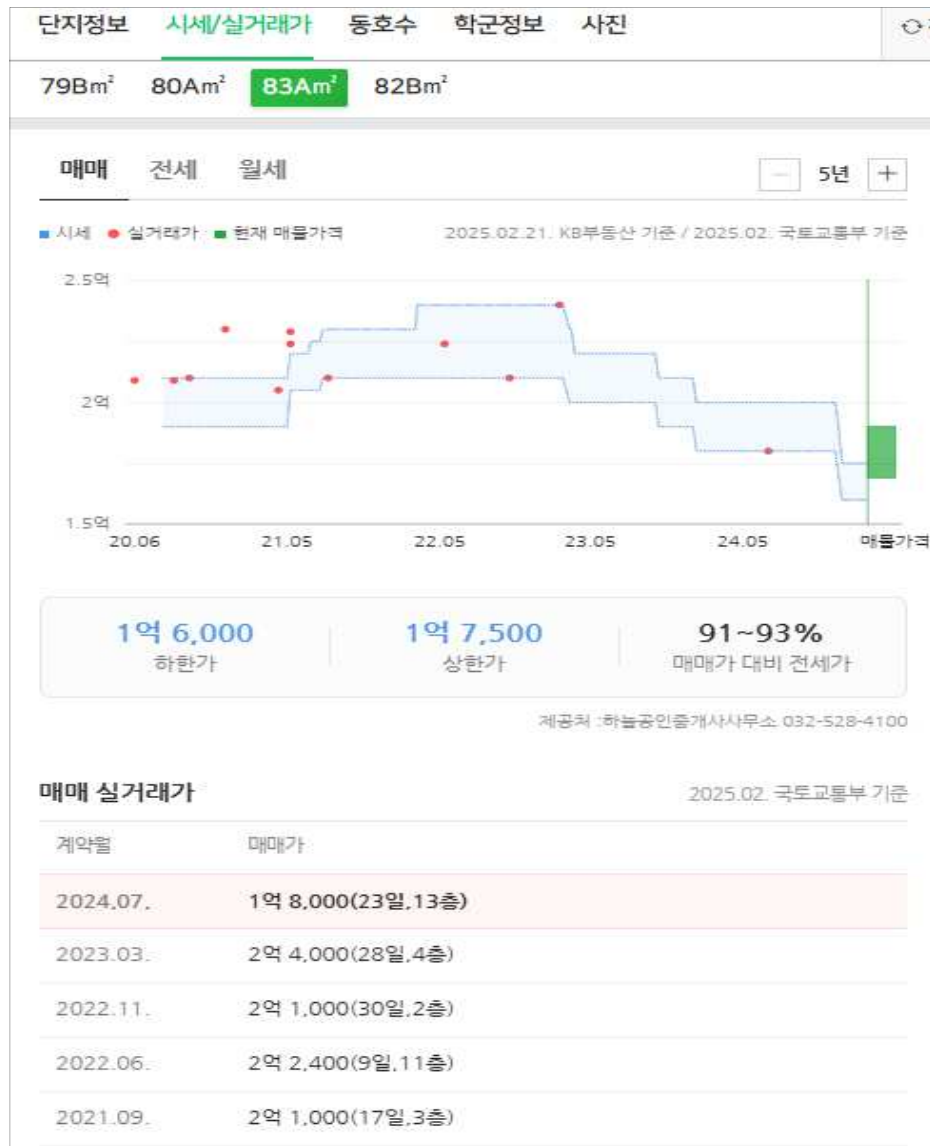 단지정보 시세/실거래가 동호수 학군정보 사진
79Bm² 80Am² 83Am² 82Bm²
매매 전세 월세 5년
시세 실거래가 현재 매물가격 2025.02.21. KB부동산 기준 / 2025.02. 국토교통부 기준
2.5억
2억
1.5억
20.06 21.05 22.05 23.05 24.05 매물가격
1억 6,000 1억 7,500 91~93%
하한가 상한가 매매가 대비 전세가
제공처 :하늘공인중개사사무소 032-528-4100
매매 실거래가 2025.02. 국토교통부 기준
계약월 매매가
2024.07. 1억 8,000(23일,13층)
2023.03. 2억 4,000(28일,4층)
2022.11. 2억 1,000(30일,2층)
2022.06. 2억 2,400(9일,11층)
2021.09. 2억 1,000(17일,3층)